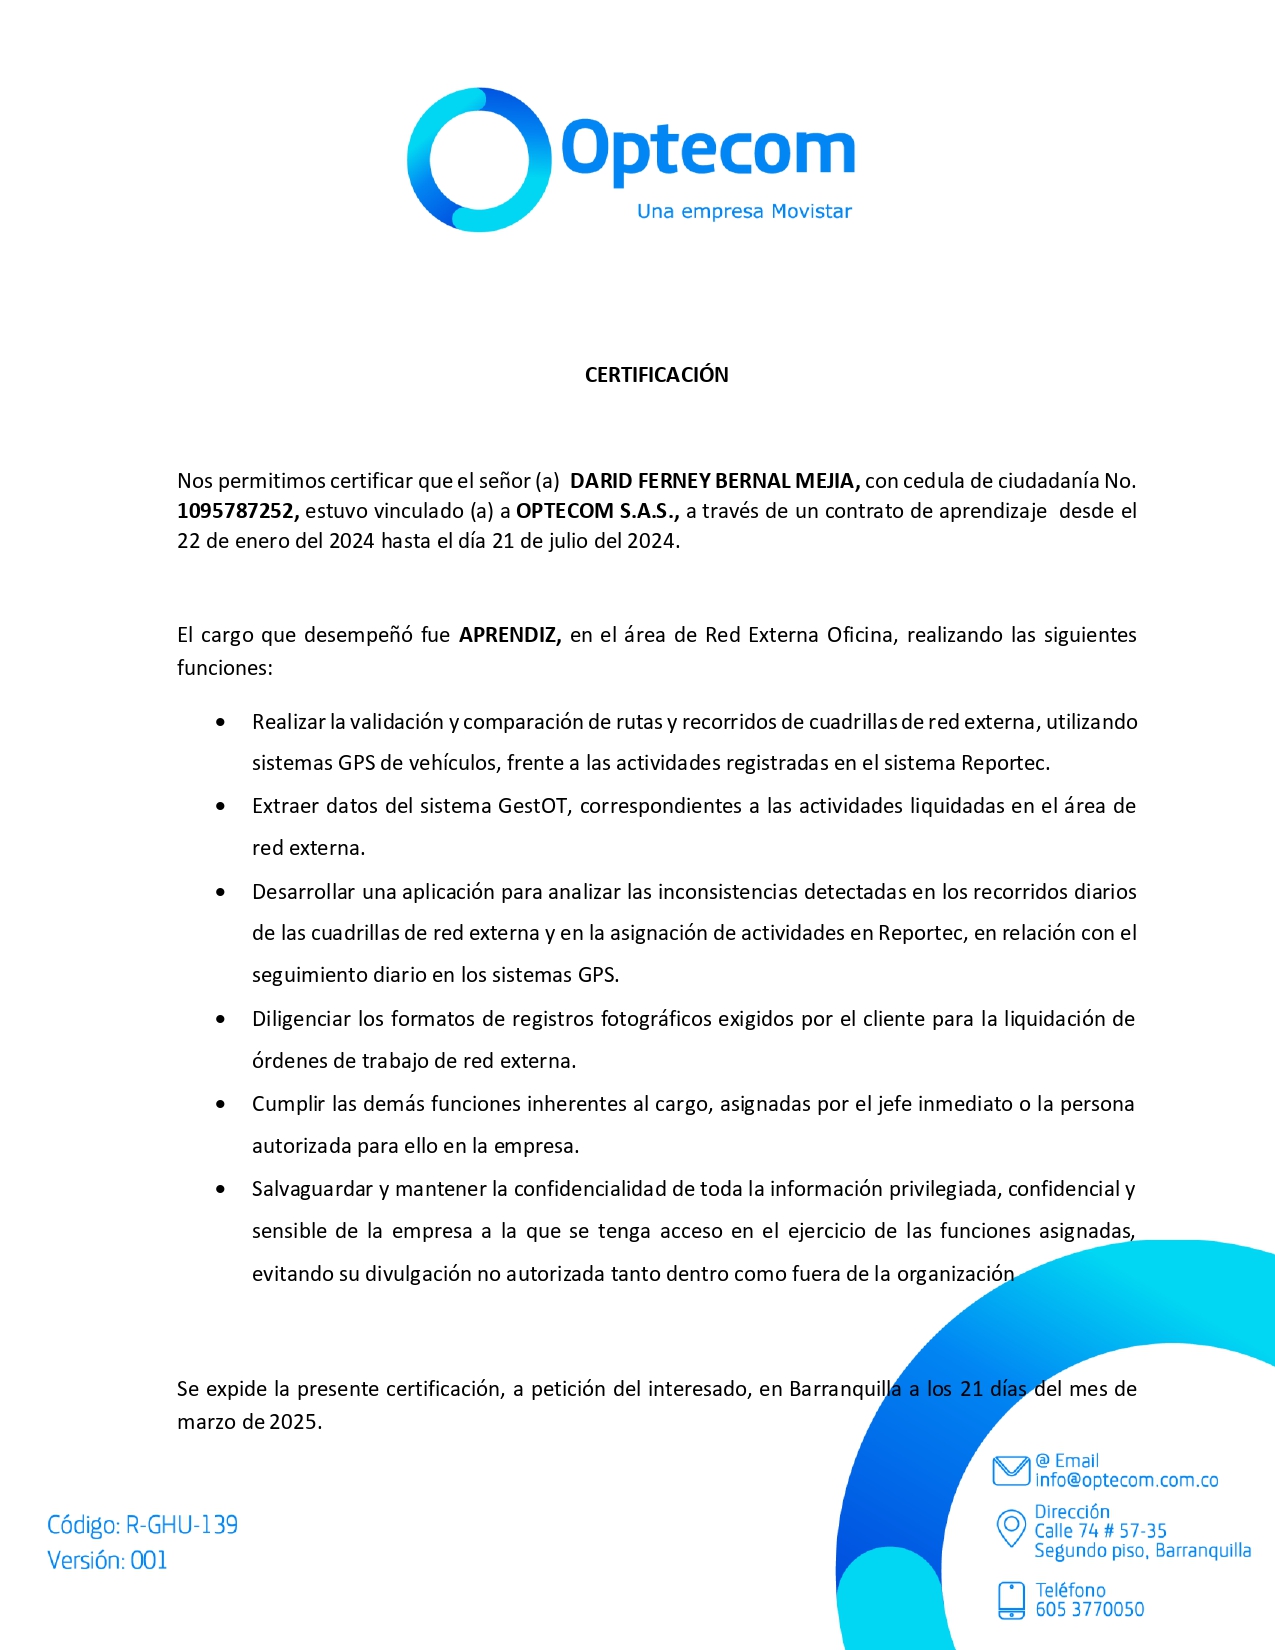 Optecom
Una empresa Movistar
CERTIFICACIÓN
Nos permitimos certificar que el señor (a) DARID FERNEY BERNAL MEJIA, con cedula de ciudadanía No.
1095787252, estuvo vinculado (a) a OPTECOM S.A.S., a través de un contrato de aprendizaje desde el
22 de enero del 2024 hasta el día 21 de julio del 2024.
El cargo que desempeñó fue APRENDIZ, en el área de Red Externa Oficina, realizando las siguientes
funciones:
• Realizar la validación y comparación de rutas y recorridos de cuadrillas de red externa, utilizando
sistemas GPS de vehículos, frente a las actividades registradas en el sistema Reportec.
• Extraer datos del sistema GestOT, correspondientes a las actividades liquidadas en el área de
red externa.
• Desarrollar una aplicación para analizar las inconsistencias detectadas en los recorridos diarios
de las cuadrillas de red externa y en la asignación de actividades en Reportec, en relación con el
seguimiento diario en los sistemas GPS.
• Diligenciar los formatos de registros fotográficos exigidos por el cliente para la liquidación de
órdenes de trabajo de red externa.
• Cumplir las demás funciones inherentes al cargo, asignadas por el jefe inmediato o la persona
autorizada para ello en la empresa.
• Salvaguardar y mantener la confidencialidad de toda la información privilegiada, confidencial y
sensible de la empresa a la que se tenga acceso en el ejercicio de las funciones asignadas,
evitando su divulgación no autorizada tanto dentro como fuera de la organización
Se expide la presente certificación, a petición del interesado, en Barranquilla a los 21 días del mes de
marzo de 2025.
@ Email
info@optecom.com.co
Dirección
Calle 74 # 57-35
Segundo piso, Barranquilla
Teléfono
605 3770050
Código: R-GHU-139
Versión: 001